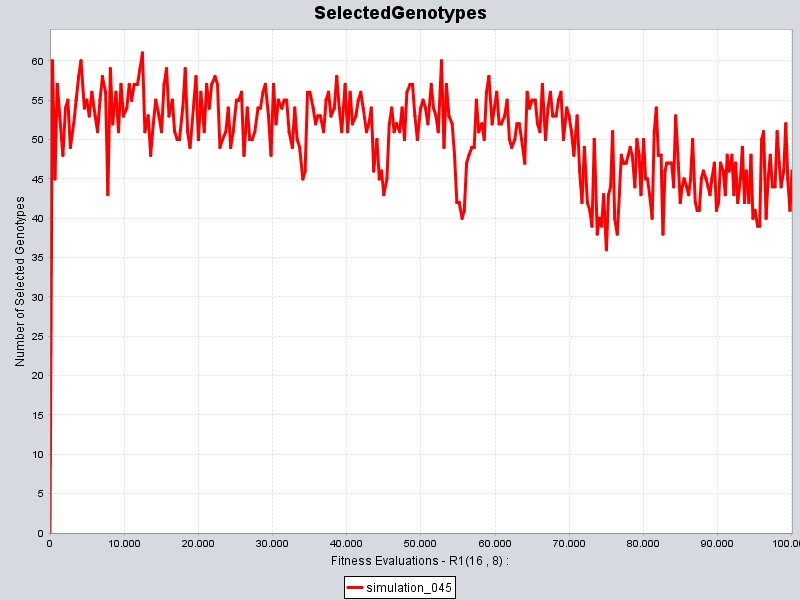 SelectedGenotypes
Number of Selected Genotypes
60
55
50
45
40
35
30
25
20
15
10
5
0
0 10.000 20.000 30.000 40.000 50.000 60.000 70.000 80.000 90.000 100.00
Fitness Evaluations - R1(16 , 8) :
simulation_045